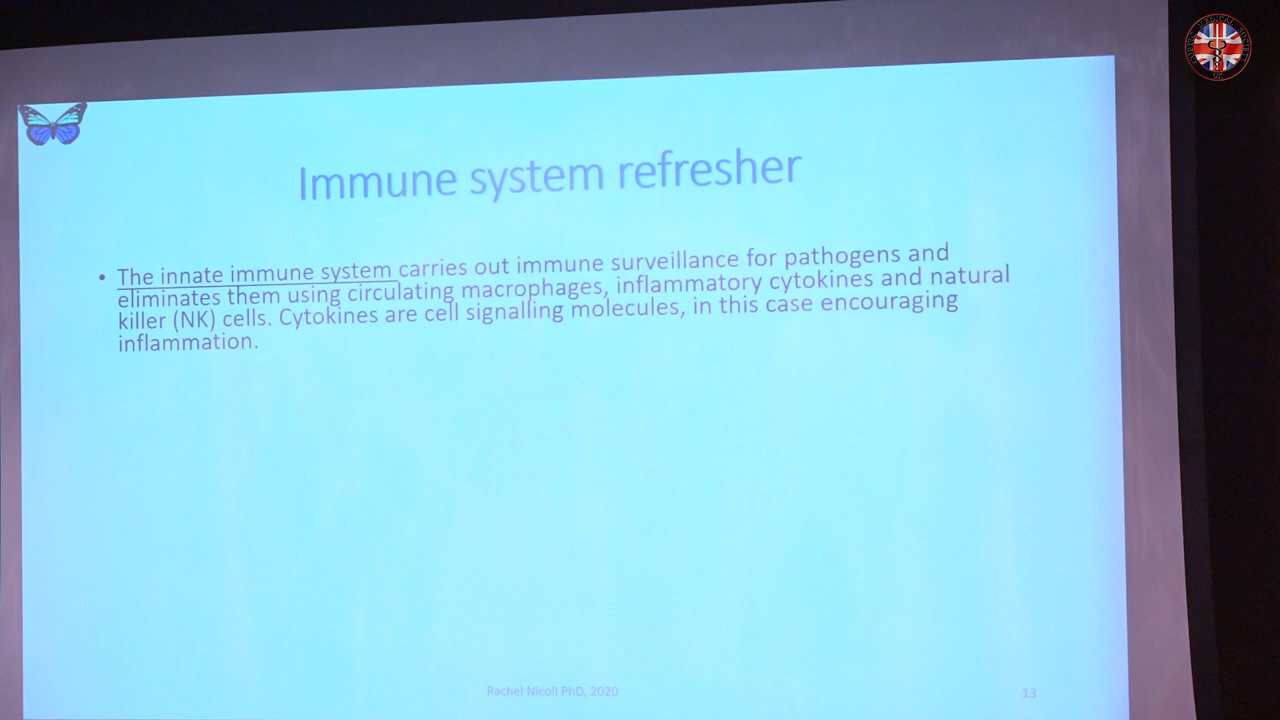 Immune system refresher
• The innate immune system carries out immune surveillance for pathogens and
eliminates them using circulating macrophages, inflammatory cytokines and natural
killer (NK) cells. Cytokines are cell signalling molecules, in this case encouraging
inflammation.
Rachel Nicoll PhD, 2020
13